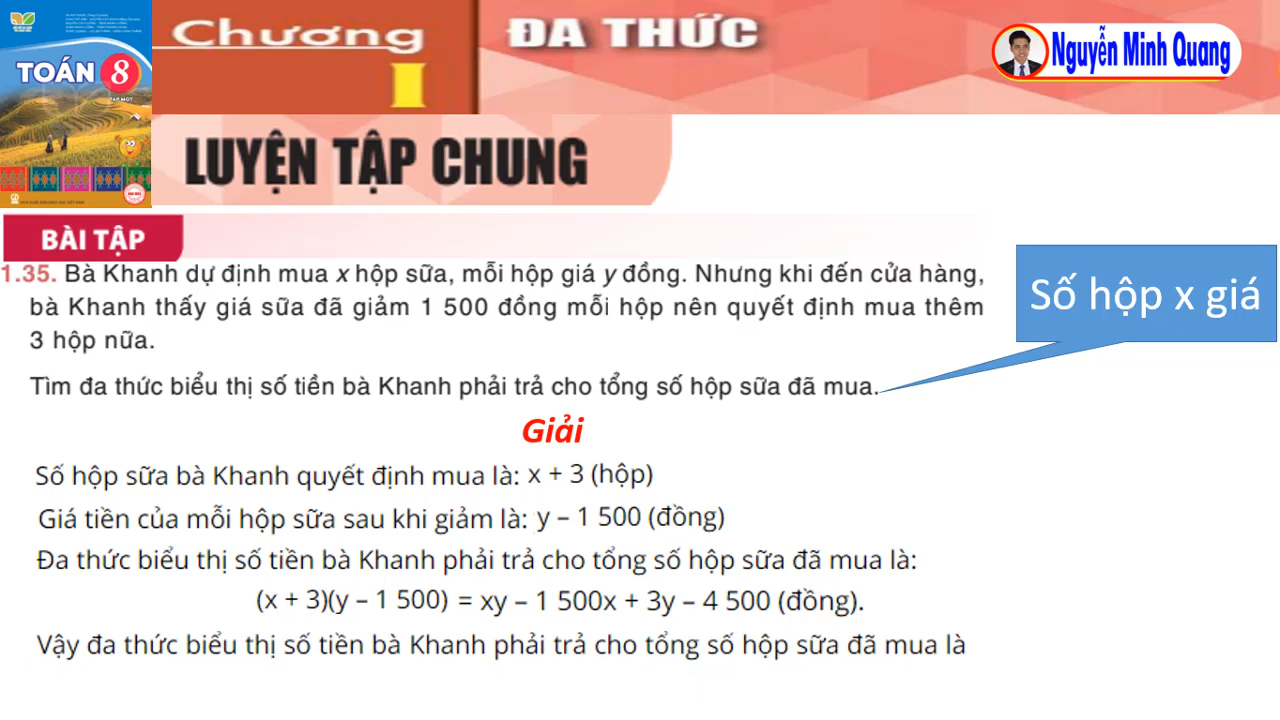 Chương I
ĐA THỨC
Nguyễn Minh Quang
TOÁN 8
TẬP MỘT
LUYỆN TẬP CHUNG
BÀI TẬP
1.35. Bà Khanh dự định mua x hộp sữa, mỗi hộp giá y đồng. Nhưng khi đến cửa hàng,
bà Khanh thấy giá sữa đã giảm 1 500 đồng mỗi hộp nên quyết định mua thêm
3 hộp nữa.
Số hộp x giá
Tìm đa thức biểu thị số tiền bà Khanh phải trả cho tổng số hộp sữa đã mua.
Giải
Số hộp sữa bà Khanh quyết định mua là: x + 3 (hộp)
Giá tiền của mỗi hộp sữa sau khi giảm là: y – 1 500 (đồng)
Đa thức biểu thị số tiền bà Khanh phải trả cho tổng số hộp sữa đã mua là:
(x + 3)(y – 1 500) = xy – 1 500x + 3y – 4 500 (đồng).
Vậy đa thức biểu thị số tiền bà Khanh phải trả cho tổng số hộp sữa đã mua là